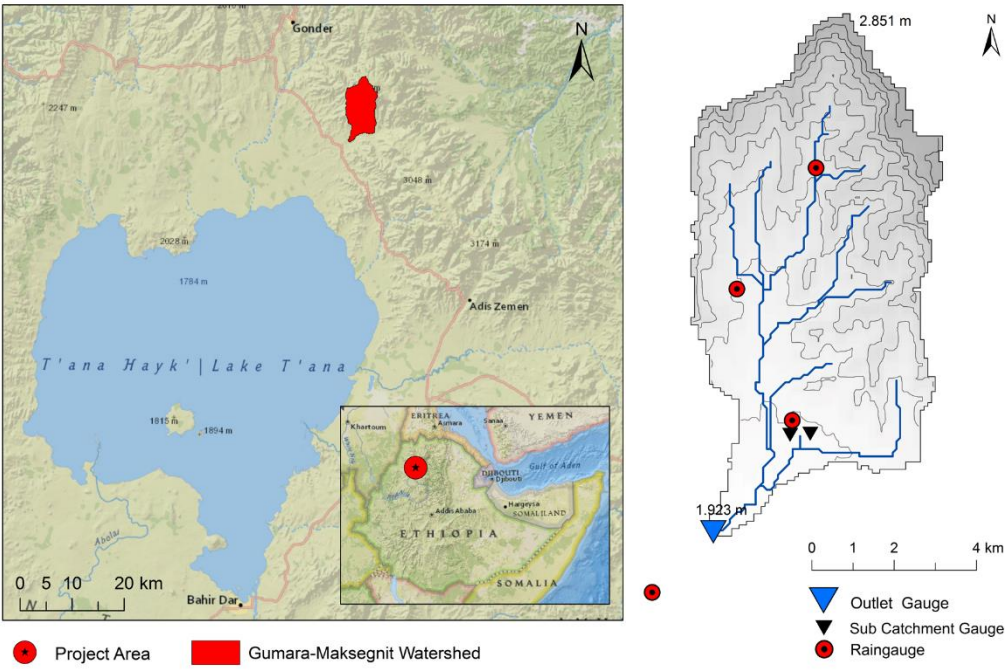 Gonder
N
2247 m
3048 m
2028 m
3174 m
1784 m
Adis Zemen
T'ana Hayk' | Lake T'ana
1815 m
1894 m
Bahir Dar
0 5 10 20 km
ERITREA
YEMEN
Khartoum
Asmara
Sanaa
DJIBOUTI
Djibouti
Gulf of Aden
Addis Ababa
Hargeysa
SOMALILAND
ETHIOPIA
SOMALIA
Project Area
Gumara-Maksegnit Watershed
2.851 m
N
1.923 m
0 1 2 4 km
Outlet Gauge
Sub Catchment Gauge
Raingauge